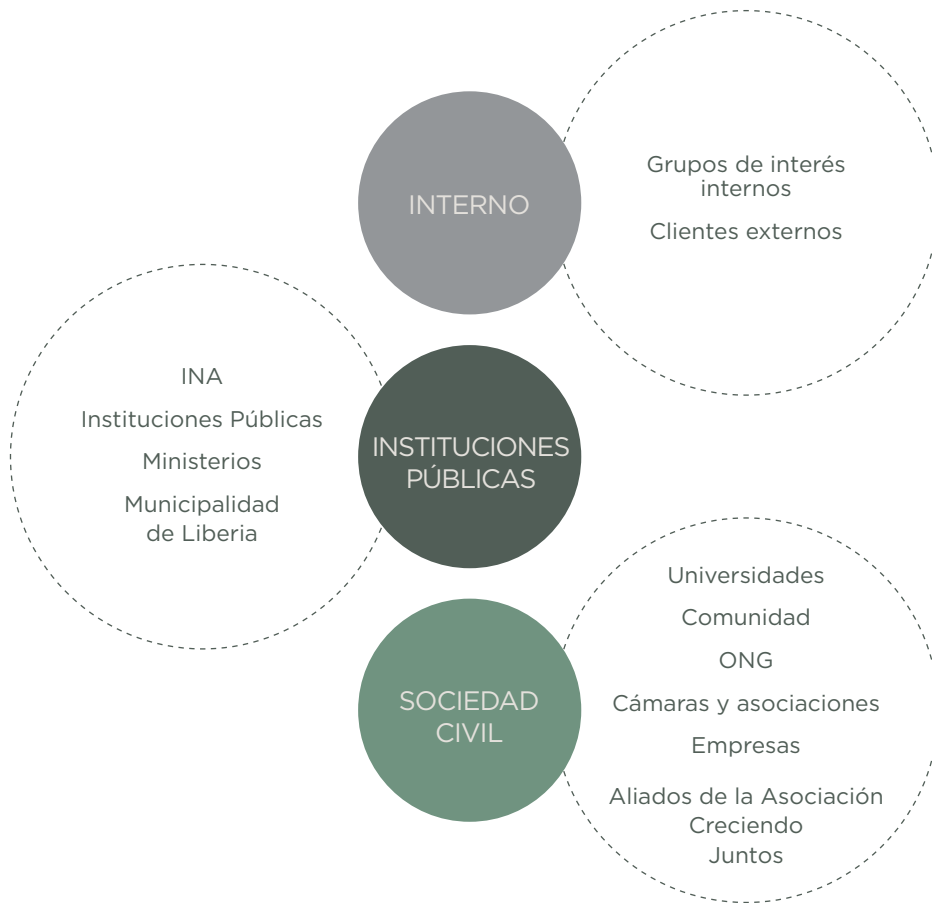 INTERNO
Grupos de interés
internos
Clientes externos
INSTITUCIONES
PÚBLICAS
INA
Instituciones Públicas
Ministerios
Municipalidad
de Liberia
SOCIEDAD
CIVIL
Universidades
Comunidad
ONG
Cámaras y asociaciones
Empresas
Aliados de la Asociación
Creciendo
Juntos